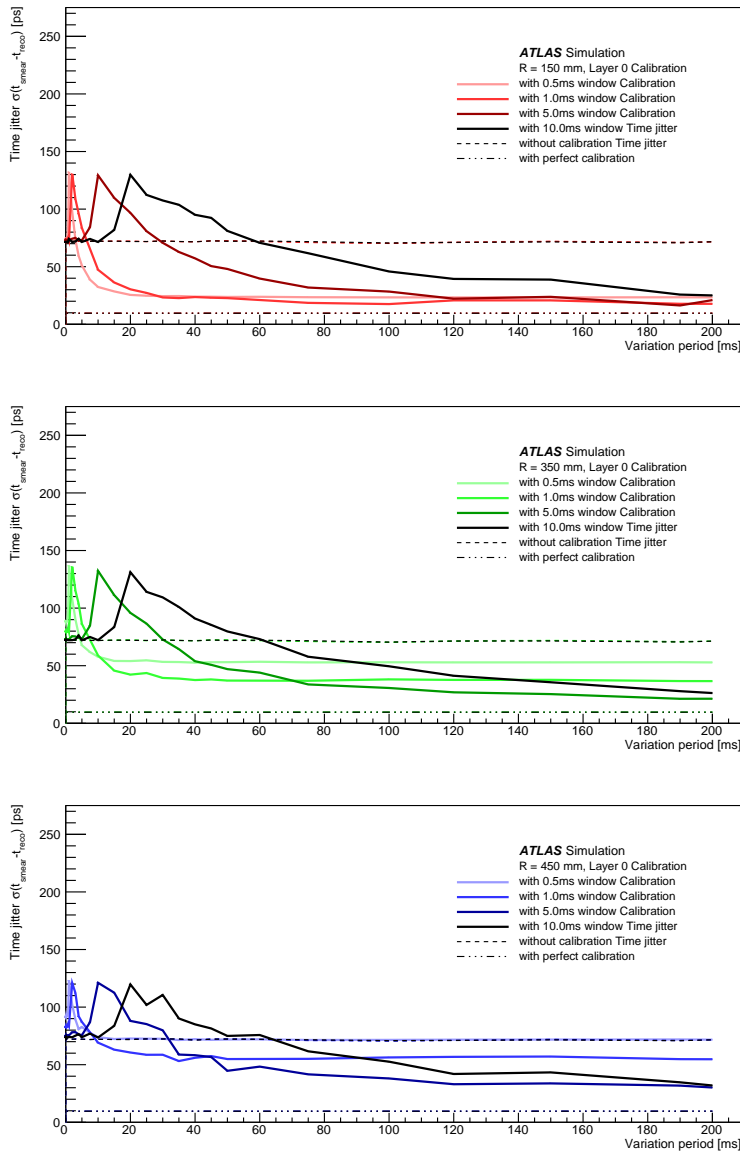 Time jitter σ(t_smear-t_reco) [ps]
250
200
150
100
50
0
ATLAS Simulation
R = 150 mm, Layer 0 Calibration
with 0.5ms window Calibration
with 1.0ms window Calibration
with 5.0ms window Calibration
with 10.0ms window Time jitter
without calibration Time jitter
with perfect calibration
0 20 40 60 80 100 120 140 160 180 200
Variation period [ms]
Time jitter σ(t_smear-t_reco) [ps]
250
200
150
100
50
0
ATLAS Simulation
R = 350 mm, Layer 0 Calibration
with 0.5ms window Calibration
with 1.0ms window Calibration
with 5.0ms window Calibration
with 10.0ms window Time jitter
without calibration Time jitter
with perfect calibration
0 20 40 60 80 100 120 140 160 180 200
Variation period [ms]
Time jitter σ(t_smear-t_reco) [ps]
250
200
150
100
50
0
ATLAS Simulation
R = 450 mm, Layer 0 Calibration
with 0.5ms window Calibration
with 1.0ms window Calibration
with 5.0ms window Calibration
with 10.0ms window Time jitter
without calibration Time jitter
with perfect calibration
0 20 40 60 80 100 120 140 160 180 200
Variation period [ms]